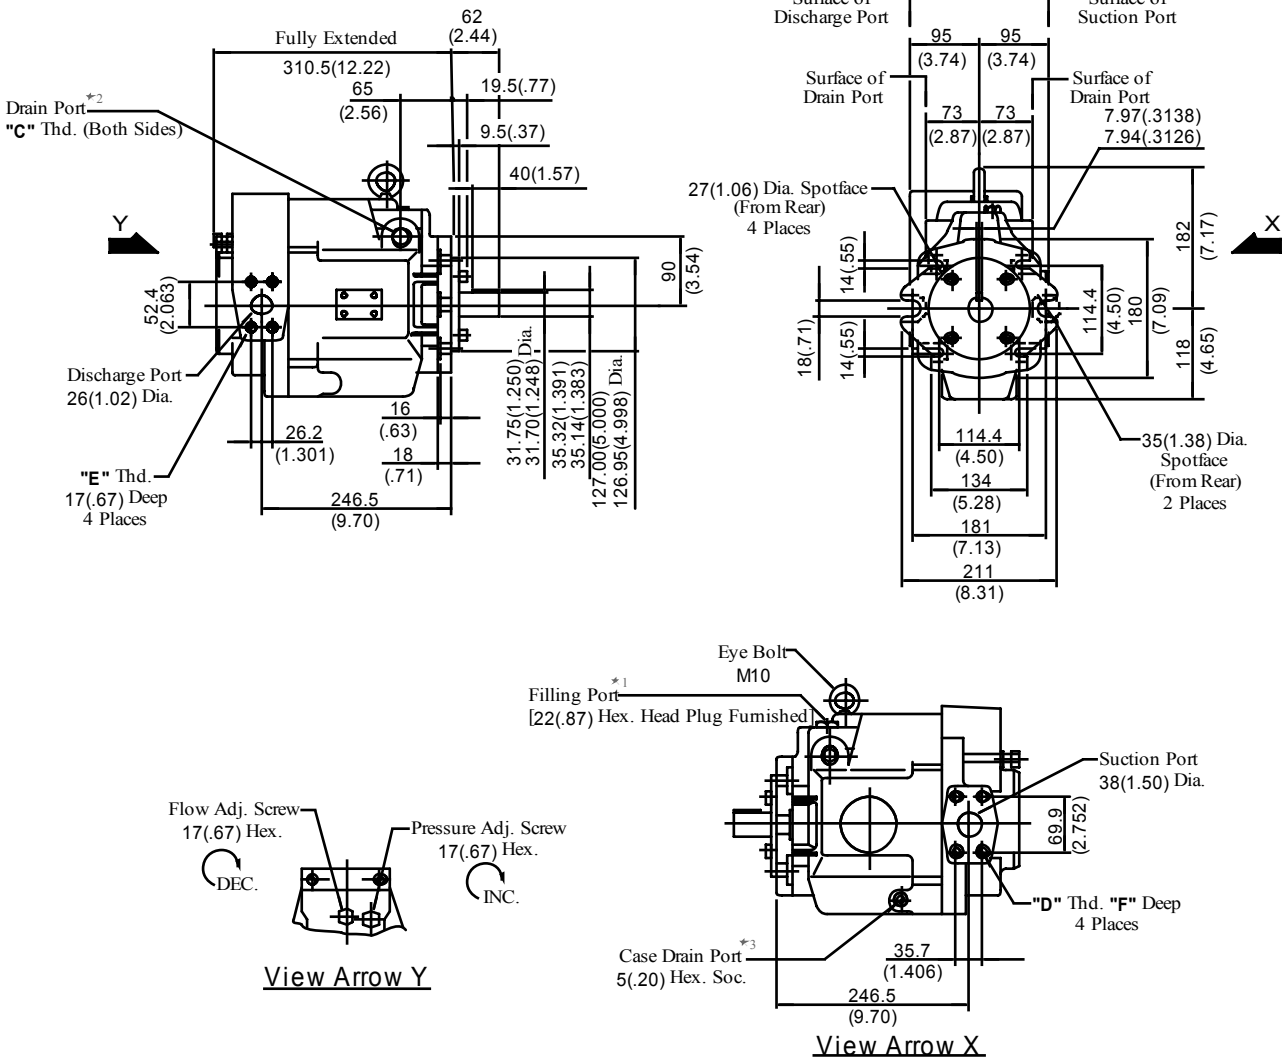 62
(2.44)
Fully Extended
310.5(12.22)
65
(2.56)
19.5(.77)
9.5(.37)
40(1.57)
Drain Port*2
"C" Thd. (Both Sides)
Y
52.4
(2.063)
90
(3.54)
Discharge Port
26(1.02) Dia.
26.2
(1.301)
"E" Thd.
17(.67) Deep
4 Places
16
(.63)
18
(.71)
246.5
(9.70)
31.75(1.250) Dia.
31.70(1.248)
35.32(1.391)
35.14(1.383)
127.00(5.000) Dia.
126.95(4.998)
Surface of
Discharge Port
Surface of
Suction Port
95
(3.74)
95
(3.74)
Surface of
Drain Port
Surface of
Drain Port
73
(2.87)
73
(2.87)
7.97(.3138)
7.94(.3126)
27(1.06) Dia. Spotface
(From Rear)
4 Places
X
182
(7.17)
14(.55)
18(.71)
14(.55)
114.4
(4.50)
180
(7.09)
118
(4.65)
114.4
(4.50)
134
(5.28)
181
(7.13)
211
(8.31)
35(1.38) Dia.
Spotface
(From Rear)
2 Places
Eye Bolt
M10
Filling Port*1
[22(.87) Hex. Head Plug Furnished]
Suction Port
38(1.50) Dia.
69.9
(2.752)
"D" Thd. "F" Deep
4 Places
Case Drain Port*3
5(.20) Hex. Soc.
35.7
(1.406)
246.5
(9.70)
View Arrow X
Flow Adj. Screw
17(.67) Hex.
DEC.
Pressure Adj. Screw
17(.67) Hex.
INC.
View Arrow Y